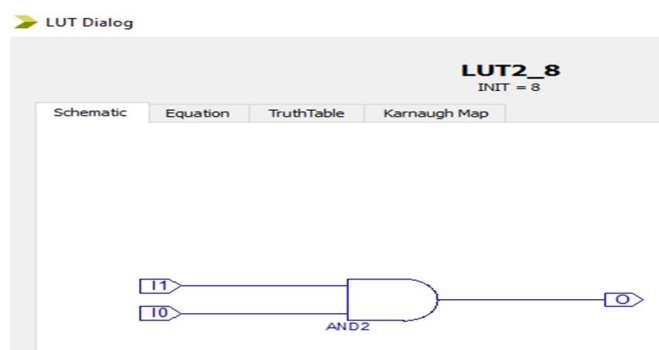 LUT Dialog
LUT2_8
INIT = 8
Schematic Equation TruthTable Karnaugh Map
I1
I0
O
AND2